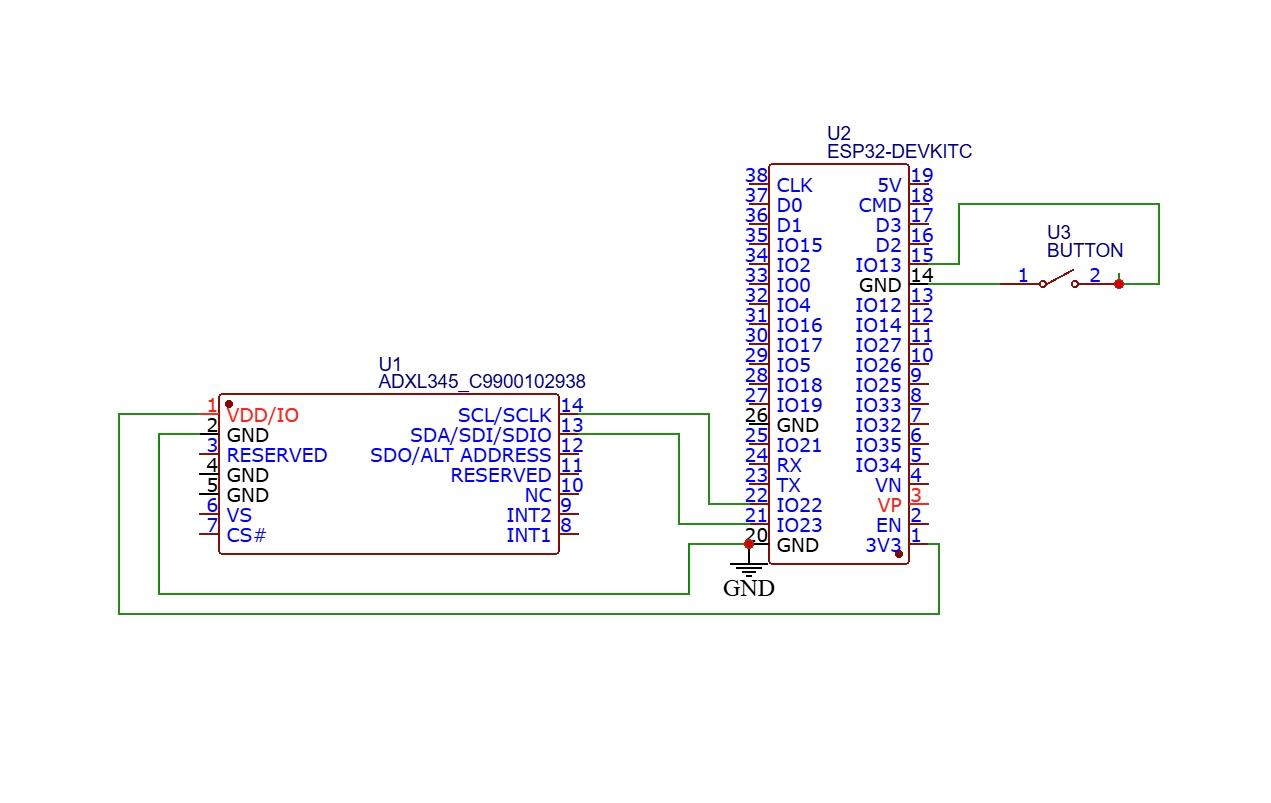 U2
ESP32-DEVKITC
38 CLK 5V 19
37 D0 CMD 18
36 D1 D3 17
35 IO15 D2 16
34 IO2 IO13 15
33 IO0 GND 14
32 IO4 IO12 13
31 IO16 IO14 12
30 IO17 IO27 11
29 IO5 IO26 10
28 IO18 IO25 9
27 IO19 IO33 8
26 GND IO32 7
25 IO21 IO35 6
24 RX IO34 5
23 TX VN 4
22 IO22 VP 3
21 IO23 EN 2
20 GND 3V3 1
GND
U3
BUTTON
1 2
U1
ADXL345_C9900102938
1 VDD/IO SCL/SCLK 14
2 GND SDA/SDI/SDIO 13
3 RESERVED SDO/ALT ADDRESS 12
4 GND RESERVED 11
5 GND NC 10
6 VS INT2 9
7 CS# INT1 8